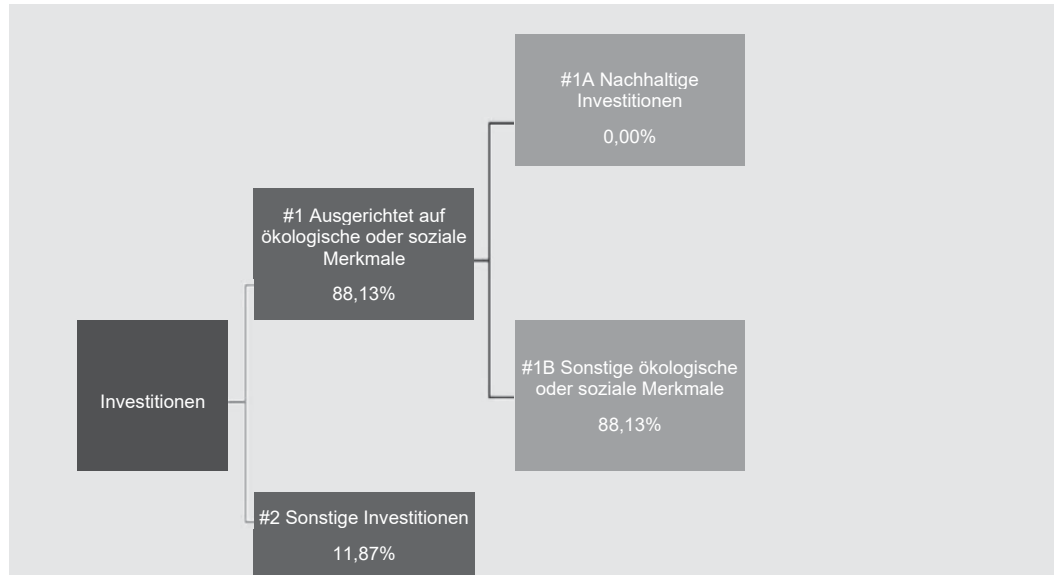 #1A Nachhaltige
Investitionen
0,00%
#1 Ausgerichtet auf
ökologische oder soziale
Merkmale
88,13%
#1B Sonstige ökologische
oder soziale Merkmale
88,13%
Investitionen
#2 Sonstige Investitionen
11,87%